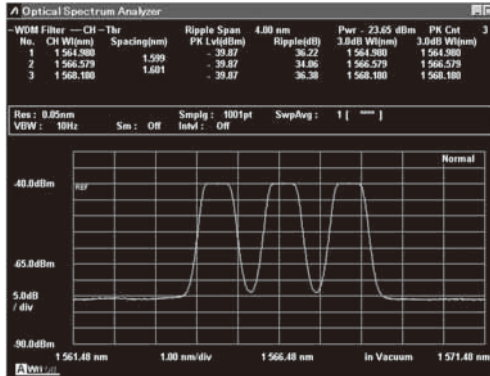 Optical Spectrum Analyzer
WDM Filter — CH - Thr Ripple Span 4.00 nm Pwr - 23.65 dBm PK Cnt 3
No. CH Wl(nm) Spacing(nm) PK Lvl(dBm) Ripple(dB) 3.0dB Wl(nm) 3.0dB Wl(nm)
1 1 564.980 - 39.87 36.22 1 564.980 1 564.980
1.599
2 1 566.579 - 39.87 34.06 1 566.579 1 566.579
1.601
3 1 568.180 - 39.87 36.38 1 568.180 1 568.180
Res : 0.05nm Smplg : 1001pt SwpAvg : 1 [ **** ]
VBW : 10Hz Sm : Off Intvl : Off
Normal
-40.0dBm
REF
-65.0dBm
5.0dB
/ div
-90.0dBm
1 561.48 nm 1.00 nm/div 1 566.48 nm in Vacuum 1 571.48 nm
A Wri